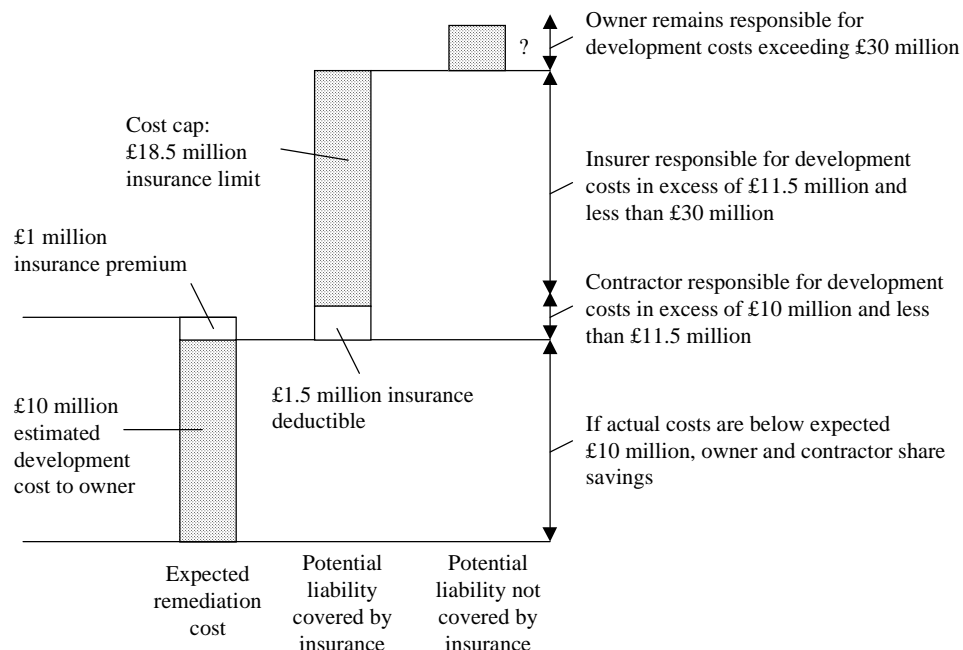 Owner remains responsible for
development costs exceeding £30 million
?
Cost cap:
£18.5 million
insurance limit
Insurer responsible for development
costs in excess of £11.5 million and
less than £30 million
£1 million
insurance premium
Contractor responsible for development
costs in excess of £10 million and less
than £11.5 million
£1.5 million insurance
deductible
£10 million
estimated
development
cost to owner
If actual costs are below expected
£10 million, owner and contractor share
savings
Expected
remediation
cost
Potential
liability
covered by
insurance
Potential
liability not
covered by
insurance